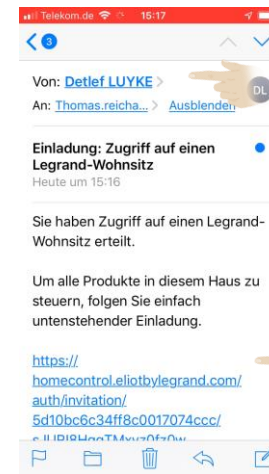 Telekom.de 15:17
3
Von: Detlef LUYKE
DL
An: Thomas.reicha... Ausblenden
Einladung: Zugriff auf einen
Legrand-Wohnsitz
Heute um 15:16
Sie haben Zugriff auf einen Legrand-
Wohnsitz erteilt.
Um alle Produkte in diesem Haus zu
steuern, folgen Sie einfach
untenstehender Einladung.
https://
homecontrol.eliotbylegrand.com/
auth/invitation/
5d10bc6c34ff8c0017074ccc/